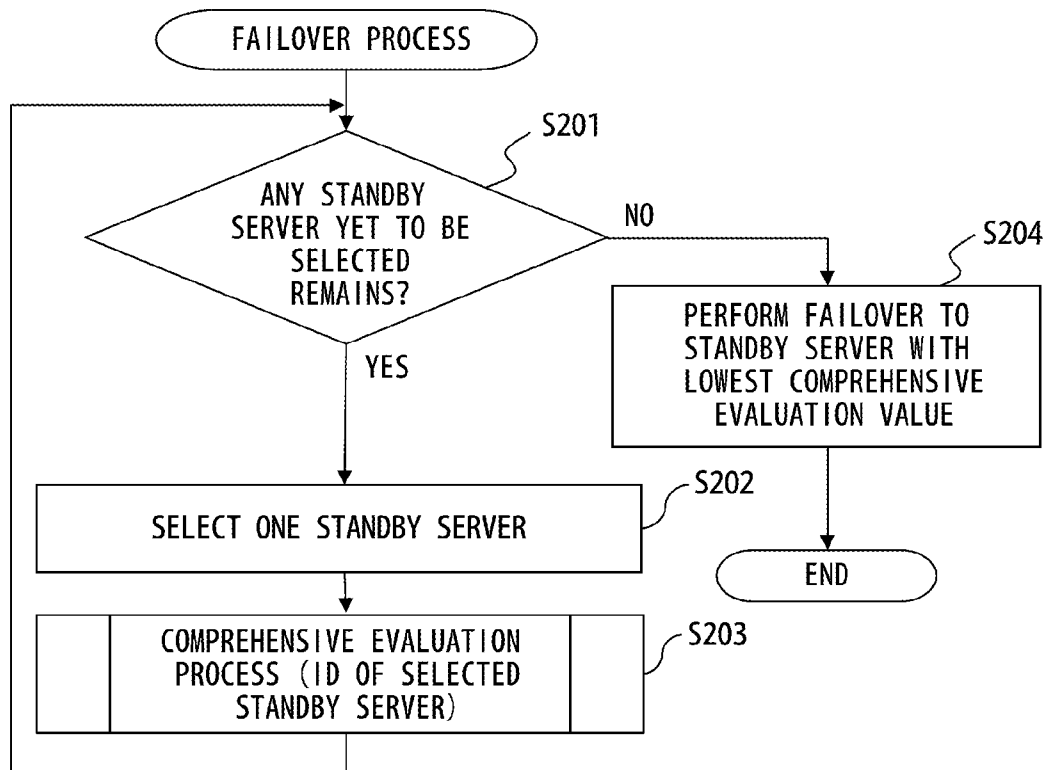 FAILOVER PROCESS
S201
ANY STANDBY
SERVER YET TO BE
SELECTED
REMAINS?
NO
YES
S204
PERFORM FAILOVER TO
STANDBY SERVER WITH
LOWEST COMPREHENSIVE
EVALUATION VALUE
END
S202
SELECT ONE STANDBY SERVER
S203
COMPREHENSIVE EVALUATION
PROCESS (ID OF SELECTED
STANDBY SERVER)